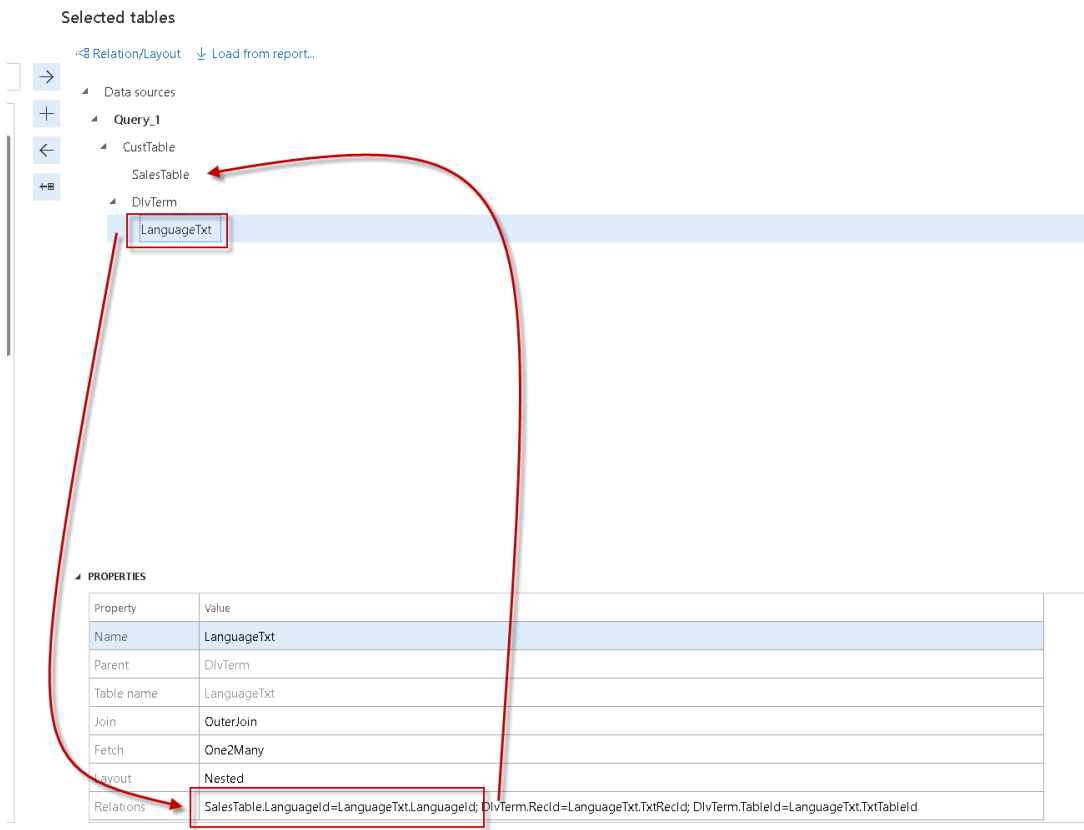 Selected tables
Relation/Layout Load from report...
Data sources
Query_1
CustTable
SalesTable
DlvTerm
LanguageTxt
PROPERTIES
Property Value
Name LanguageTxt
Parent DlvTerm
Table name LanguageTxt
Join OuterJoin
Fetch One2Many
Layout Nested
Relations SalesTable.LanguageId=LanguageTxt.LanguageId; DlvTerm.RecId=LanguageTxt.TxtRecId; DlvTerm.TableId=LanguageTxt.TxtTableId